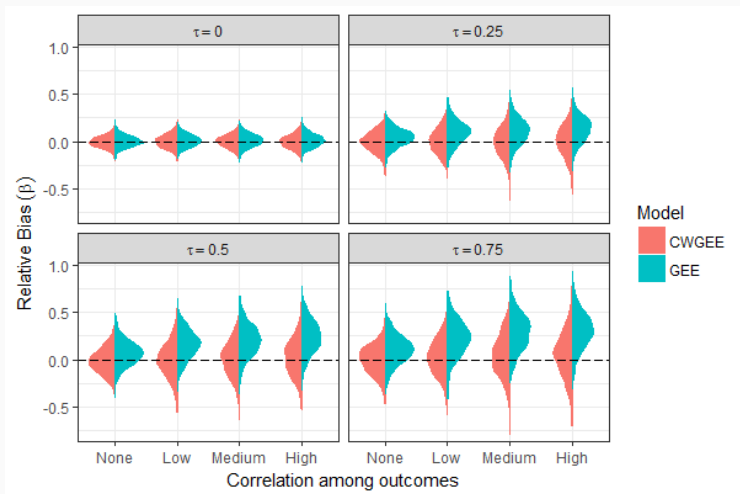 τ = 0
τ = 0.25
1.0
0.5
0.0
-0.5
Relative Bias (β)
τ = 0.5
τ = 0.75
1.0
0.5
0.0
-0.5
None Low Medium High
None Low Medium High
Correlation among outcomes
Model
CWGEE
GEE